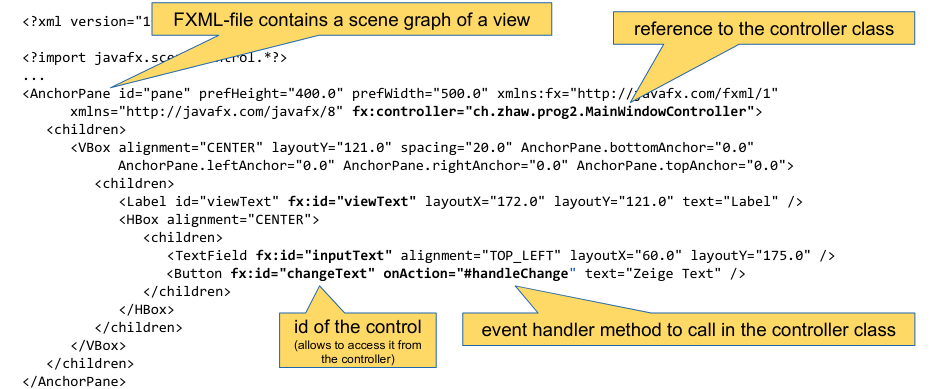 FXML-file contains a scene graph of a view
reference to the controller class
<?xml version="1
<?import javafx.sce ntrol.*?>
...
<AnchorPane id="pane" prefHeight="400.0" prefWidth="500.0" xmlns:fx="http://javafx.com/fxml/1"
xmlns="http://javafx.com/javafx/8" fx:controller="ch.zhaw.prog2.MainWindowController">
<children>
<VBox alignment="CENTER" layoutY="121.0" spacing="20.0" AnchorPane.bottomAnchor="0.0"
AnchorPane.leftAnchor="0.0" AnchorPane.rightAnchor="0.0" AnchorPane.topAnchor="0.0">
<children>
<Label id="viewText" fx:id="viewText" layoutX="172.0" layoutY="121.0" text="Label" />
<HBox alignment="CENTER">
<children>
<TextField fx:id="inputText" alignment="TOP_LEFT" layoutX="60.0" layoutY="175.0" />
<Button fx:id="changeText" onAction="#handleChange" text="Zeige Text" />
</children>
</HBox>
</children>
</VBox>
</children>
</AnchorPane>
id of the control
(allows to access it from
the controller)
event handler method to call in the controller class